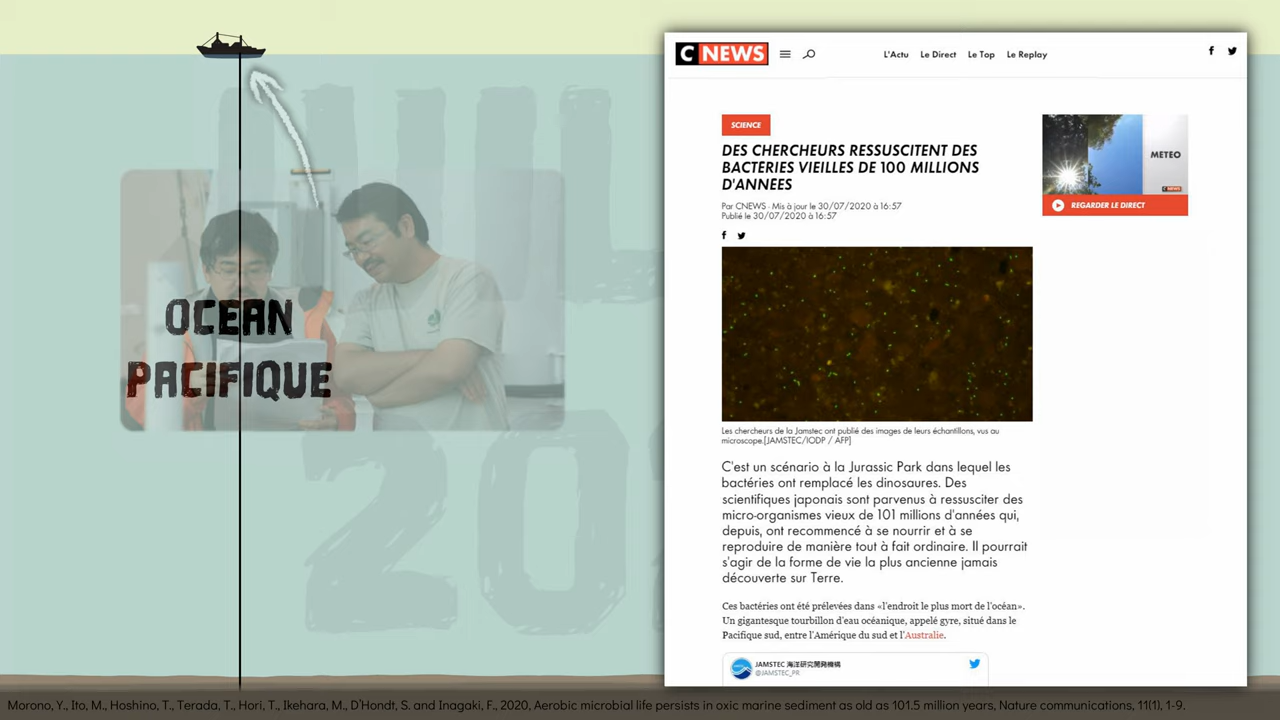 C NEWS
L'Actu Le Direct Le Top Le Replay
SCIENCE
DES CHERCHEURS RESSUSCITENT DES
BACTÉRIES VIEILLES DE 100 MILLIONS
D'ANNÉES
Par CNEWS - Mis à jour le 30/07/2020 à 16:57
Publié le 30/07/2020 à 16:57
METEO
CNEWS
REGARDER LE DIRECT
Les chercheurs de la Jamstec ont publié des images de leurs échantillons, vus au
microscope.[JAMSTEC/IODP / AFP]
C'est un scénario à la Jurassic Park dans lequel les
bactéries ont remplacé les dinosaures. Des
scientifiques japonais sont parvenus à ressusciter des
micro-organismes vieux de 101 millions d'années qui,
depuis, ont recommencé à se nourrir et à se
reproduire de manière tout à fait ordinaire. Il pourrait
s'agir de la forme de vie la plus ancienne jamais
découverte sur Terre.
Ces bactéries ont été prélevées dans «l'endroit le plus mort de l'océan».
Un gigantesque tourbillon d'eau océanique, appelé gyre, situé dans le
Pacifique sud, entre l'Amérique du sud et l'Australie.
JAMSTEC 海洋研究開発機構
@JAMSTEC_PR
OCEAN
PACIFIQUE
20
Morono, Y., Ito, M., Hoshino, T., Terada, T., Hori, T., Ikehara, M., D'Hondt, S. and Inagaki, F., 2020, Aerobic microbial life persists in oxic marine sediment as old as 101.5 million years, Nature communications, 11(1), 1-9.